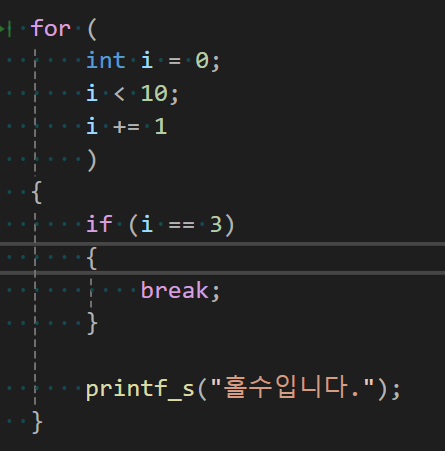 for (
int i = 0;
i < 10;
i += 1
)
{
if (i == 3)
{
break;
}
printf_s("홀수입니다.");
}